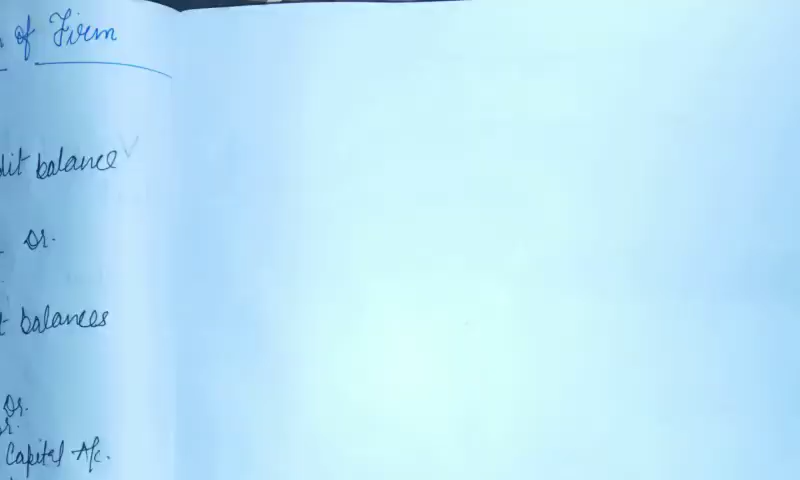 of Firm
dit balance
Dr.
t balances
Dr.
r.
Capital A/c.